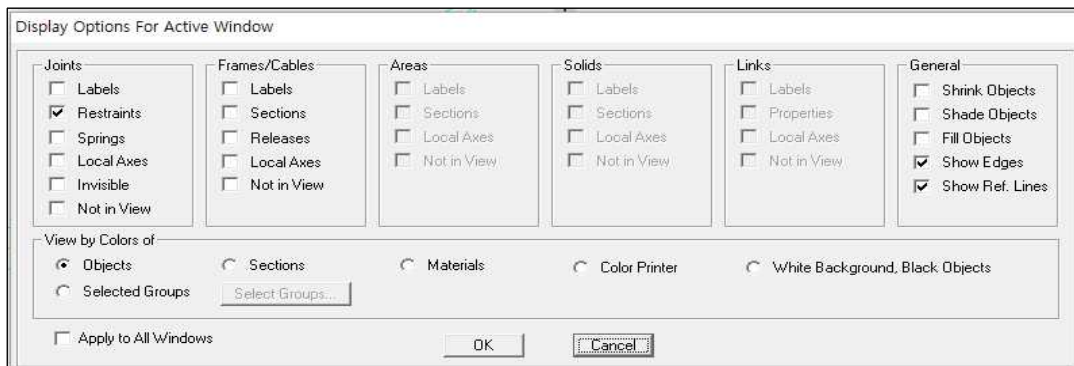 Display Options For Active Window
Joints
Labels
Restraints
Springs
Local Axes
Invisible
Not in View
Frames/Cables
Labels
Sections
Releases
Local Axes
Not in View
Areas
Labels
Sections
Local Axes
Not in View
Solids
Labels
Sections
Local Axes
Not in View
Links
Labels
Properties
Local Axes
Not in View
General
Shrink Objects
Shade Objects
Fill Objects
Show Edges
Show Ref. Lines
View by Colors of
Objects
Sections
Materials
Color Printer
White Background, Black Objects
Selected Groups
Select Groups...
Apply to All Windows
OK
Cancel